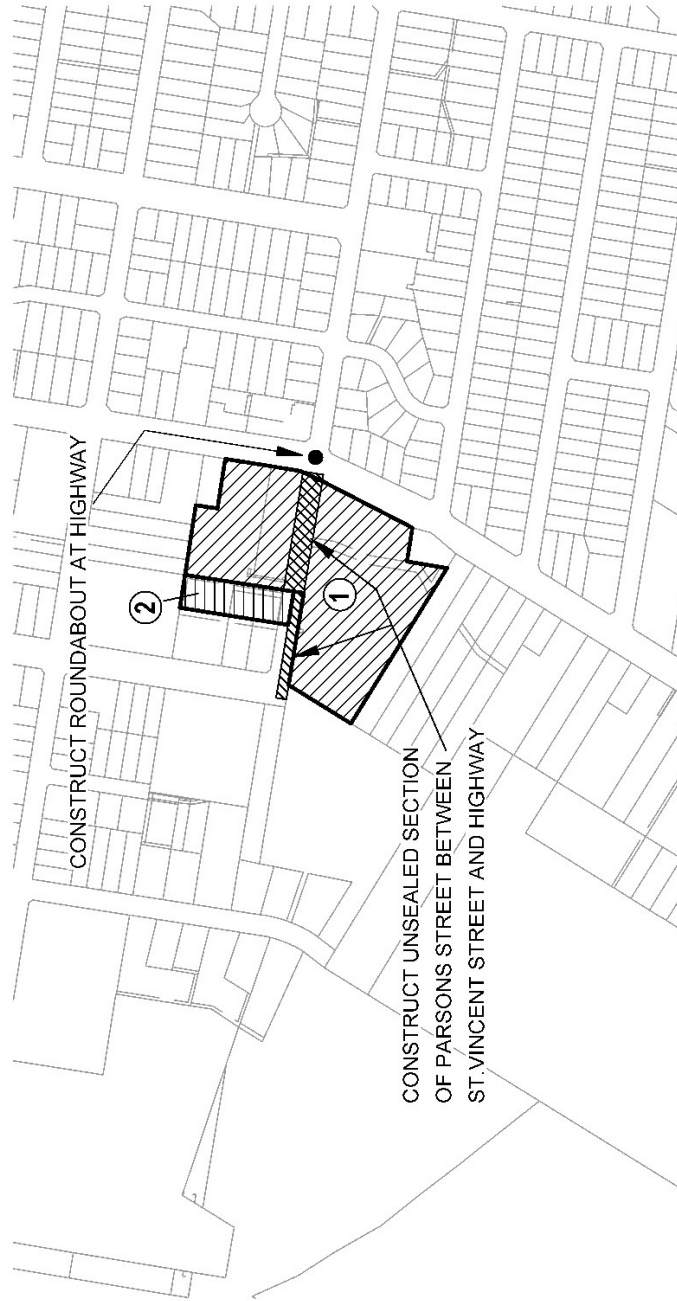 CONSTRUCT ROUNDABOUT AT HIGHWAY
②
①
CONSTRUCT UNSEALED SECTION
OF PARSONS STREET BETWEEN
ST.VINCENT STREET AND HIGHWAY